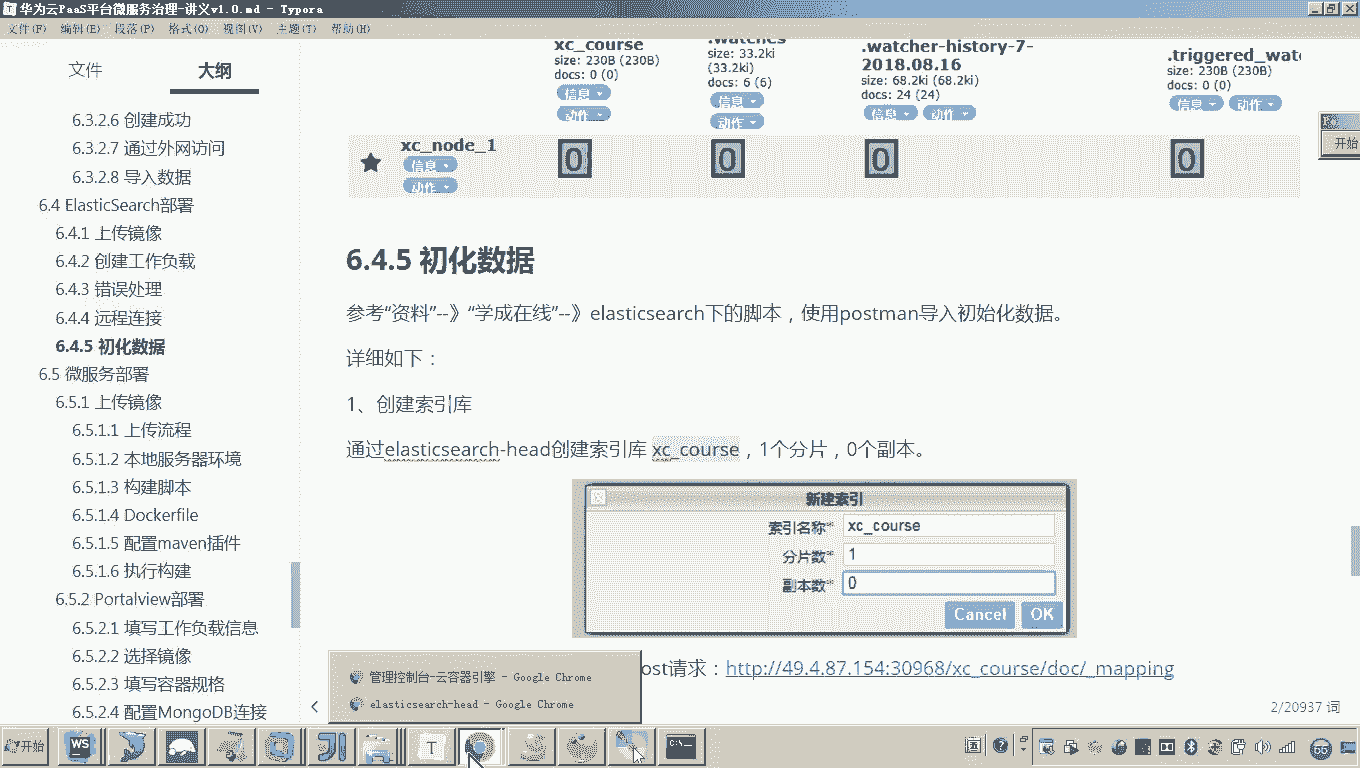 华为云PaaS平台微服务治理-讲义v1.0.md - Typora
文件(F) 编辑(E) 段落(P) 格式(O) 视图(V) 主题(T) 帮助(H)
文件 大纲
6.3.2.6 创建成功
6.3.2.7 通过外网访问
6.3.2.8 导入数据
6.4 ElasticSearch部署
6.4.1 上传镜像
6.4.2 创建工作负载
6.4.3 错误处理
6.4.4 远程连接
6.4.5 初化数据
6.5 微服务部署
6.5.1 上传镜像
6.5.1.1 上传流程
6.5.1.2 本地服务器环境
6.5.1.3 构建脚本
6.5.1.4 Dockerfile
6.5.1.5 配置maven插件
6.5.1.6 执行构建
6.5.2 Portalview部署
6.5.2.1 填写工作负载信息
6.5.2.2 选择镜像
6.5.2.3 填写容器规格
6.5.2.4 配置MongoDB连接
xc_course
size: 230B (230B)
docs: 0 (0)
信息
动作
.watches
size: 33.2ki
(33.2ki)
docs: 6 (6)
信息
动作
.watcher-history-7-
2018.08.16
size: 68.2ki (68.2ki)
docs: 24 (24)
信息 动作
.triggered_wat
size: 230B (230B)
docs: 0 (0)
信息 动作
开始
xc_node_1
信息
动作
0 0 0 0
6.4.5 初化数据
参考“资料”--》“学成在线”--》elasticsearch下的脚本，使用postman导入初始化数据。
详细如下：
1、创建索引库
通过elasticsearch-head创建索引库 xc_course，1个分片，0个副本。
新建索引
索引名称* xc_course
分片数* 1
副本数* 0
Cancel OK
ost请求：http://49.4.87.154:30968/xc_course/doc/_mapping
管理控制台-云容器引擎 - Google Chrome
elasticsearch-head - Google Chrome
2/20937 词
开始
WS
T
C:\